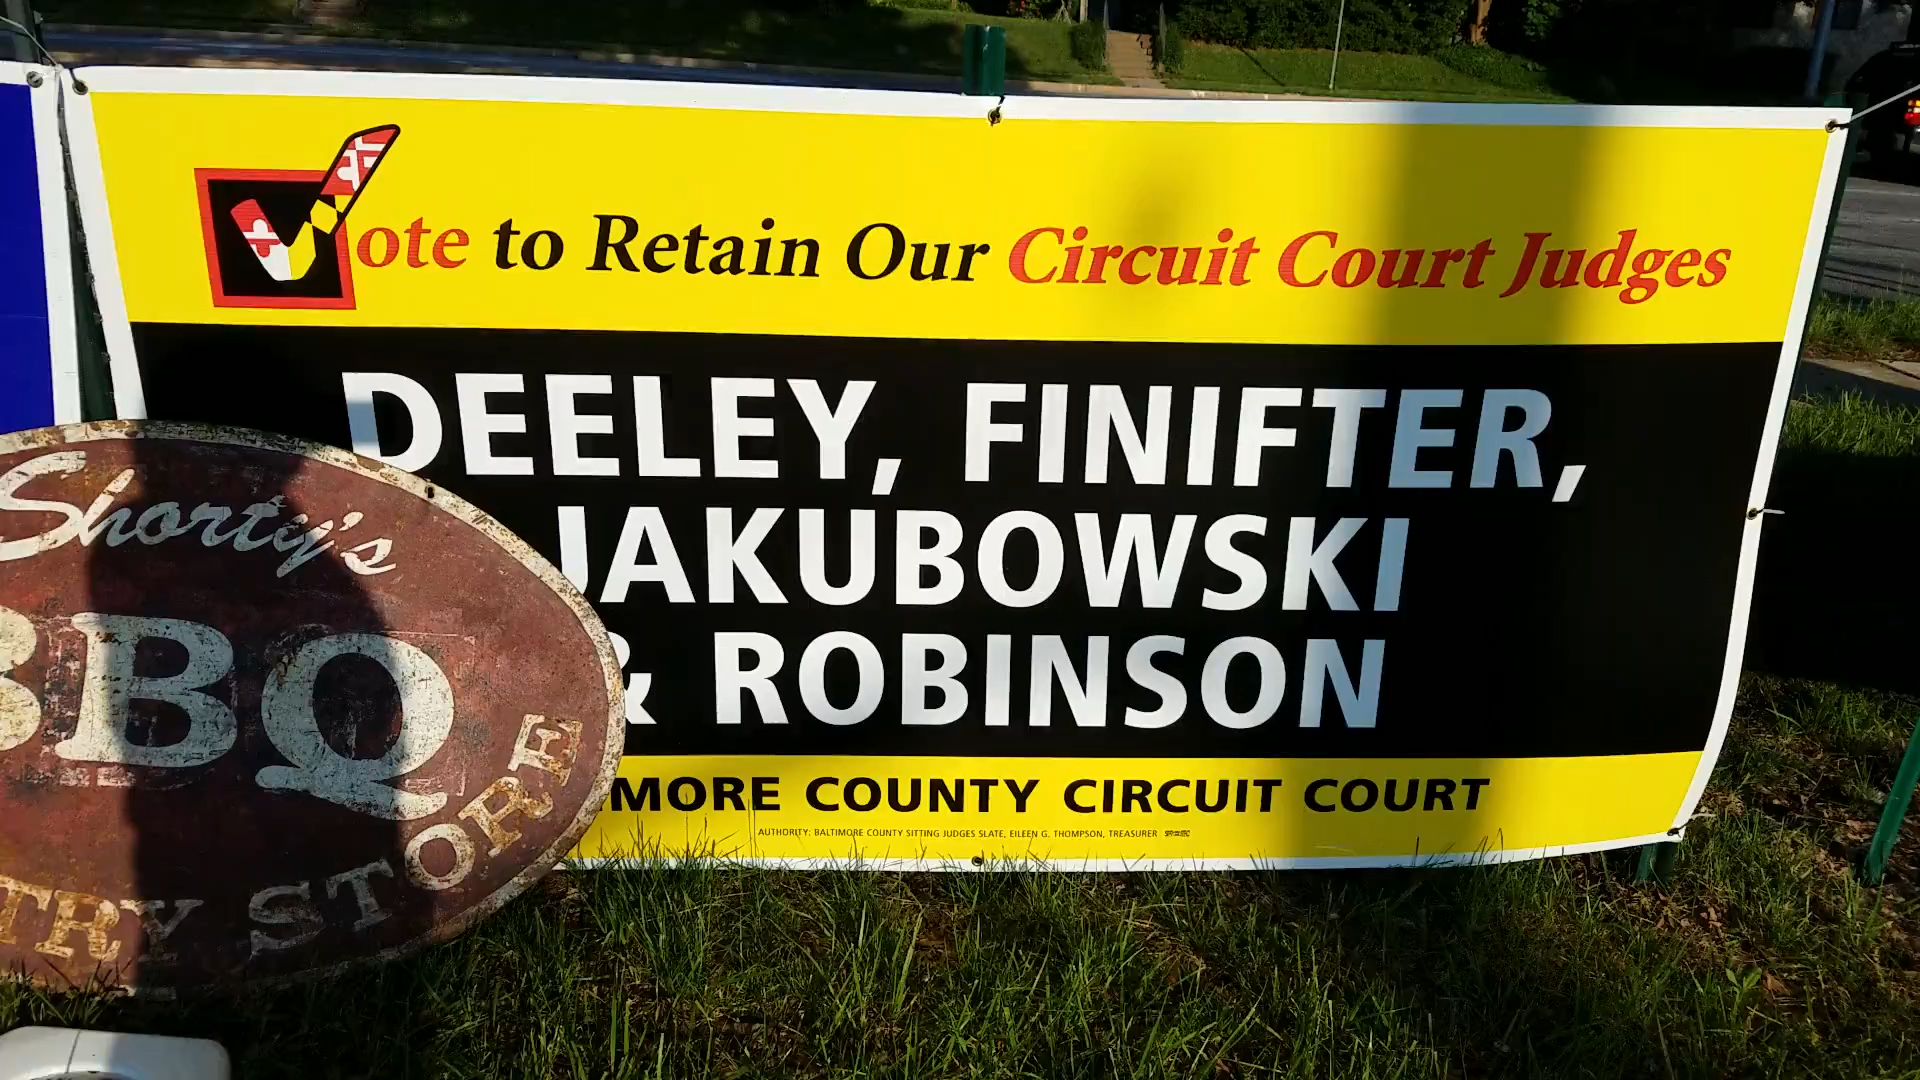 Vote to Retain Our Circuit Court Judges
DEELEY, FINIFTER,
JAKUBOWSKI
& ROBINSON
MORE COUNTY CIRCUIT COURT
AUTHORITY: BALTIMORE COUNTY SITTING JUDGES SLATE, EILEEN G. THOMPSON, TREASURER
Shorty's
BBQ
TRY STORE